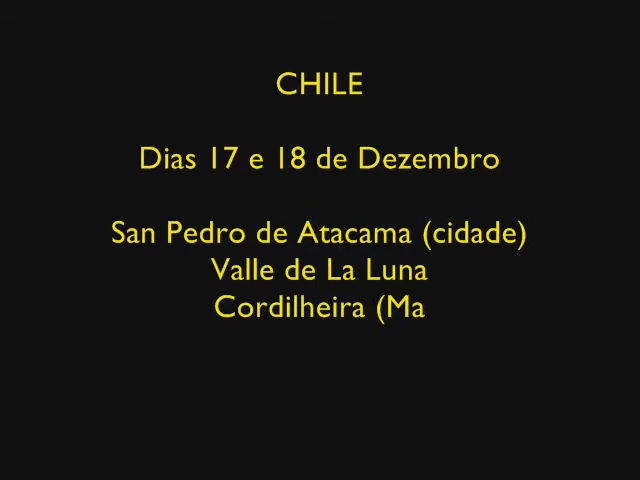 CHILE
Dias 17 e 18 de Dezembro
San Pedro de Atacama (cidade)
Valle de La Luna
Cordilheira (Ma